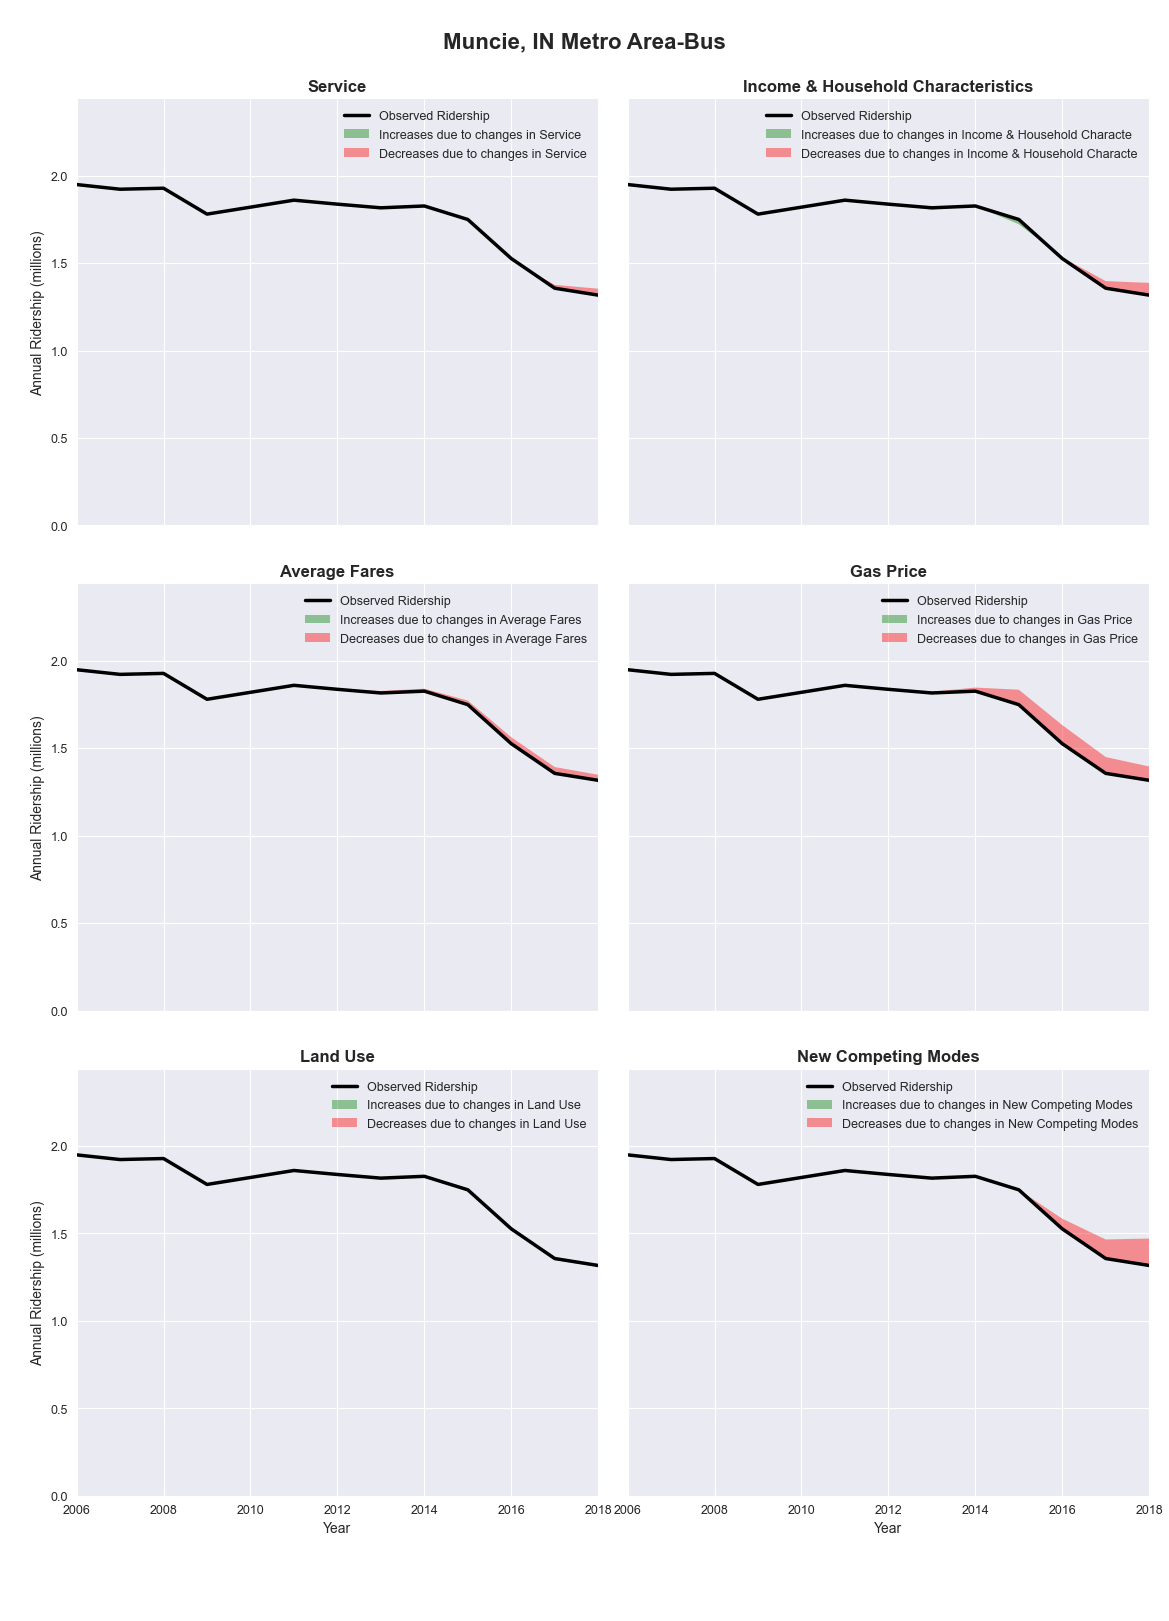 Muncie, IN Metro Area-Bus
Service
Observed Ridership
Increases due to changes in Service
Decreases due to changes in Service
2.0
1.5
1.0
0.5
0.0
Annual Ridership (millions)
Income & Household Characteristics
Observed Ridership
Increases due to changes in Income & Household Characte
Decreases due to changes in Income & Household Characte
Average Fares
Observed Ridership
Increases due to changes in Average Fares
Decreases due to changes in Average Fares
2.0
1.5
1.0
0.5
0.0
Annual Ridership (millions)
Gas Price
Observed Ridership
Increases due to changes in Gas Price
Decreases due to changes in Gas Price
Land Use
Observed Ridership
Increases due to changes in Land Use
Decreases due to changes in Land Use
2.0
1.5
1.0
0.5
0.0
Annual Ridership (millions)
2006 2008 2010 2012 2014 2016 2018
Year
New Competing Modes
Observed Ridership
Increases due to changes in New Competing Modes
Decreases due to changes in New Competing Modes
2006 2008 2010 2012 2014 2016 2018
Year